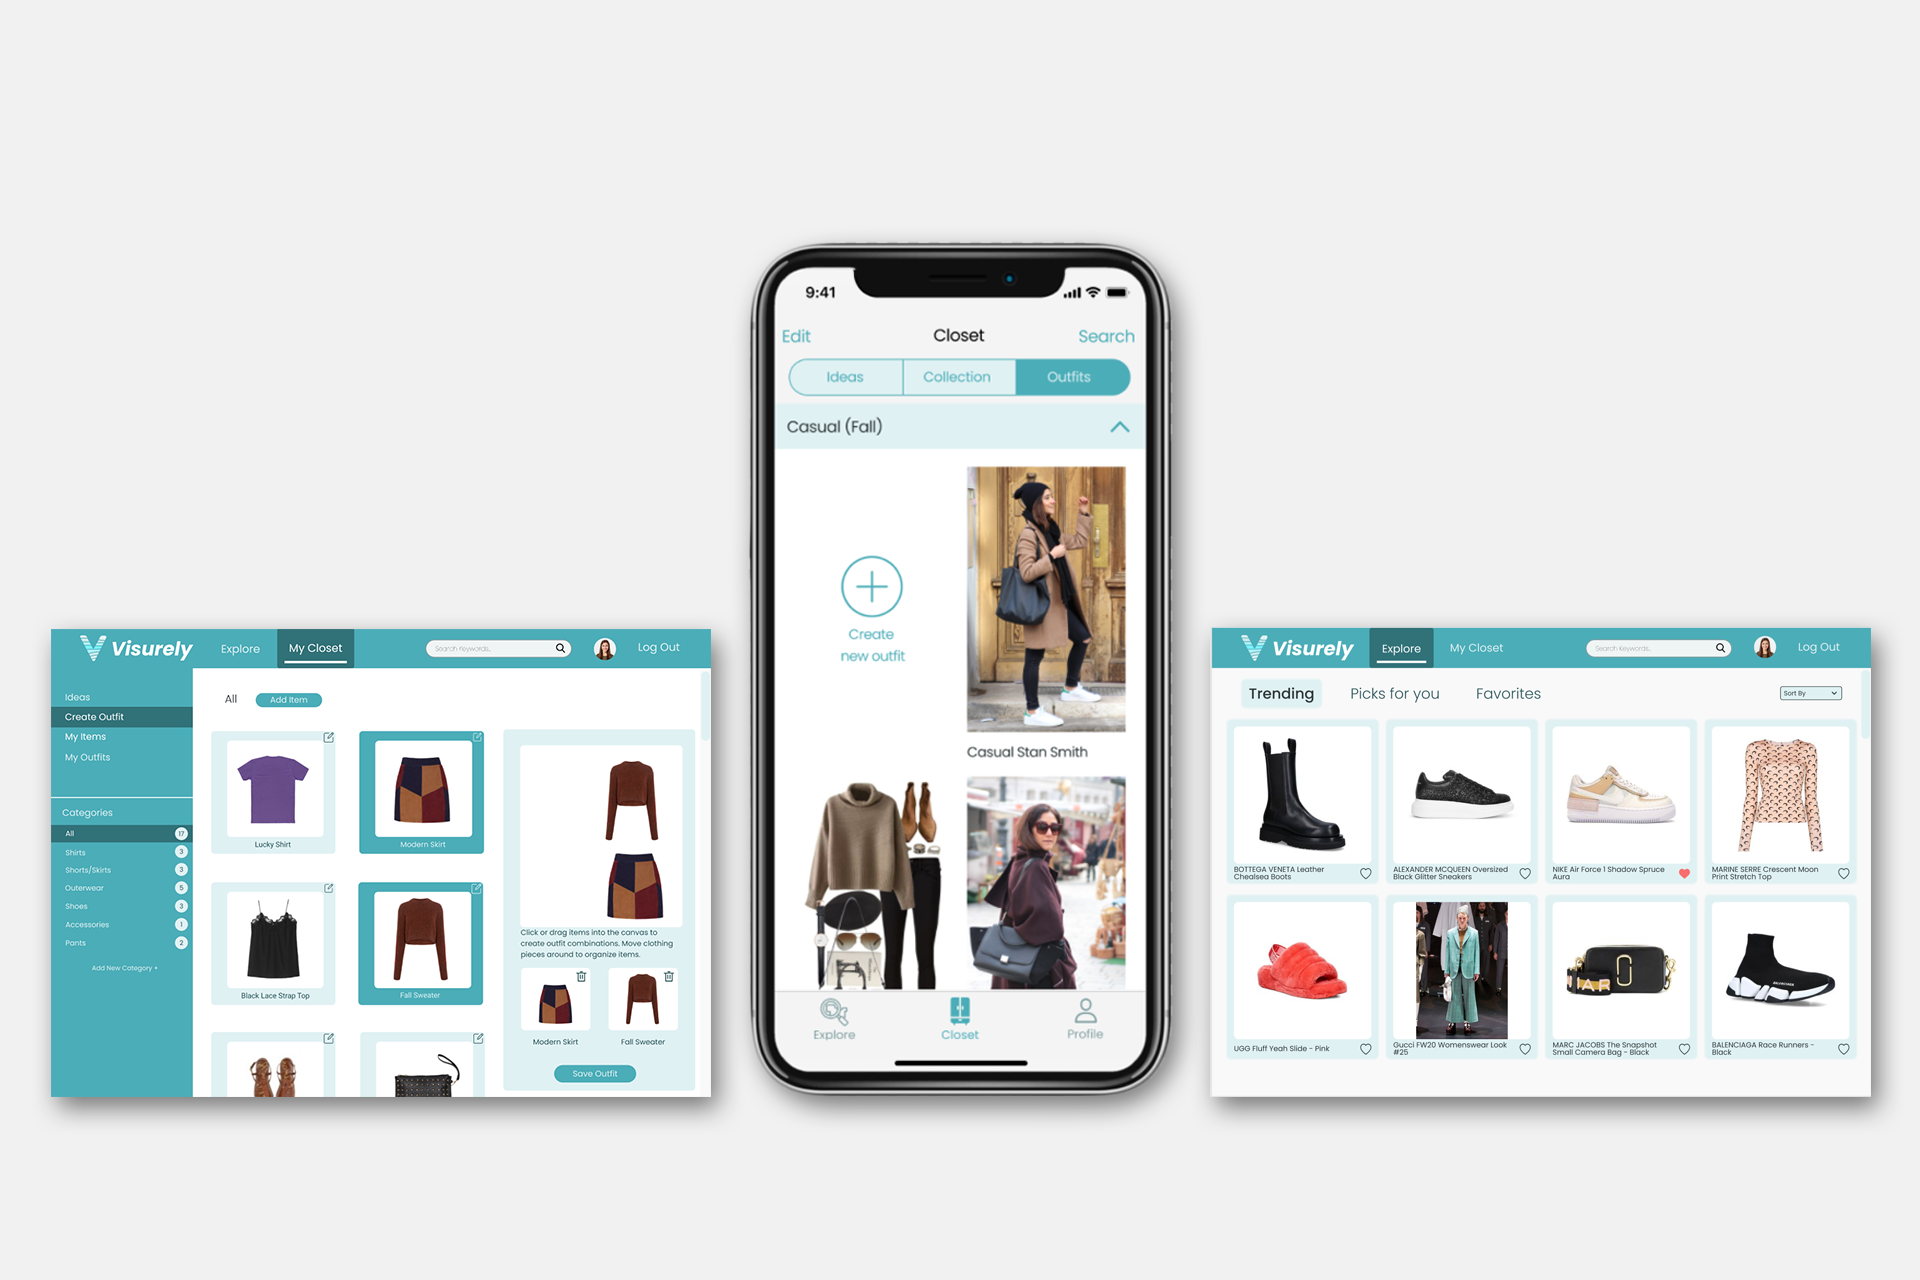 Visurely
Explore
My Closet
Search Keywords..
Log Out
Ideas
Create Outfit
My Items
My Outfits
Categories
All 17
Shirts 3
Shorts/Skirts 3
Outerwear 5
Shoes 3
Accessories 1
Pants 2
Add New Category +
All
Add Item
Lucky Shirt
Modern Skirt
Black Lace Strap Top
Fall Sweater
Click or drag items into the canvas to
create outfit combinations. Move clothing
pieces around to organize items.
Modern Skirt
Fall Sweater
Save Outfit
9:41
Edit
Closet
Search
Ideas
Collection
Outfits
Casual (Fall)
Create
new outfit
Casual Stan Smith
Explore
Closet
Profile
Visurely
Explore
My Closet
Search Keywords..
Log Out
Trending
Picks for you
Favorites
Sort By
BOTTEGA VENETA Leather
Chealsea Boots
ALEXANDER MCQUEEN Oversized
Black Glitter Sneakers
NIKE Air Force 1 Shadow Spruce
Aura
MARINE SERRE Crescent Moon
Print Stretch Top
UGG Fluff Yeah Slide - Pink
Gucci FW20 Womenswear Look
#25
MARC JACOBS The Snapshot
Small Camera Bag - Black
BALENCIAGA Race Runners -
Black